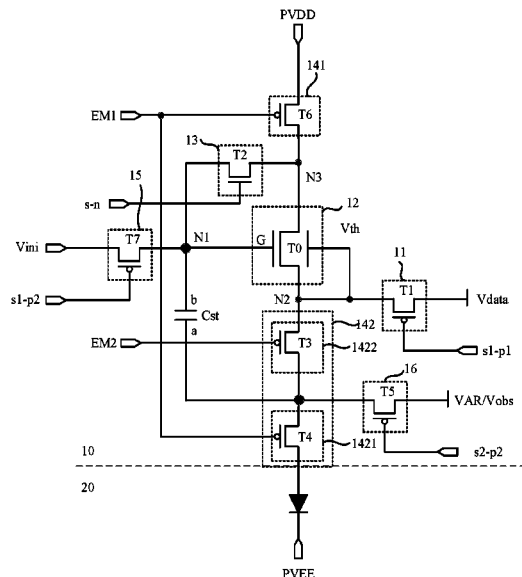 PVDD
141
EM1
T6
13
T2
15
N3
12
s-n
Vth
Vini
T7
N1
G
T0
11
T1
Vdata
s1-p2
b
Cst
a
N2
142
s1-p1
EM2
T3
1422
16
T5
VAR/Vobs
T4
1421
s2-p2
10
20
PVEE